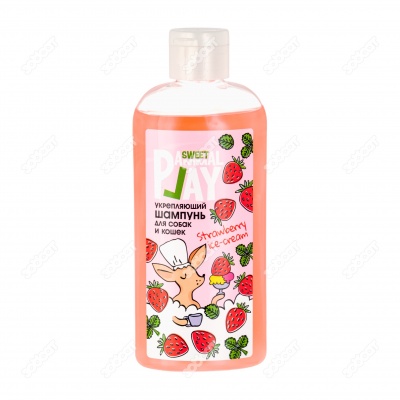 SWEET
ANIMAL
PLAY
укрепляющий
шампунь
для собак
и кошек
Strawberry
ice-cream